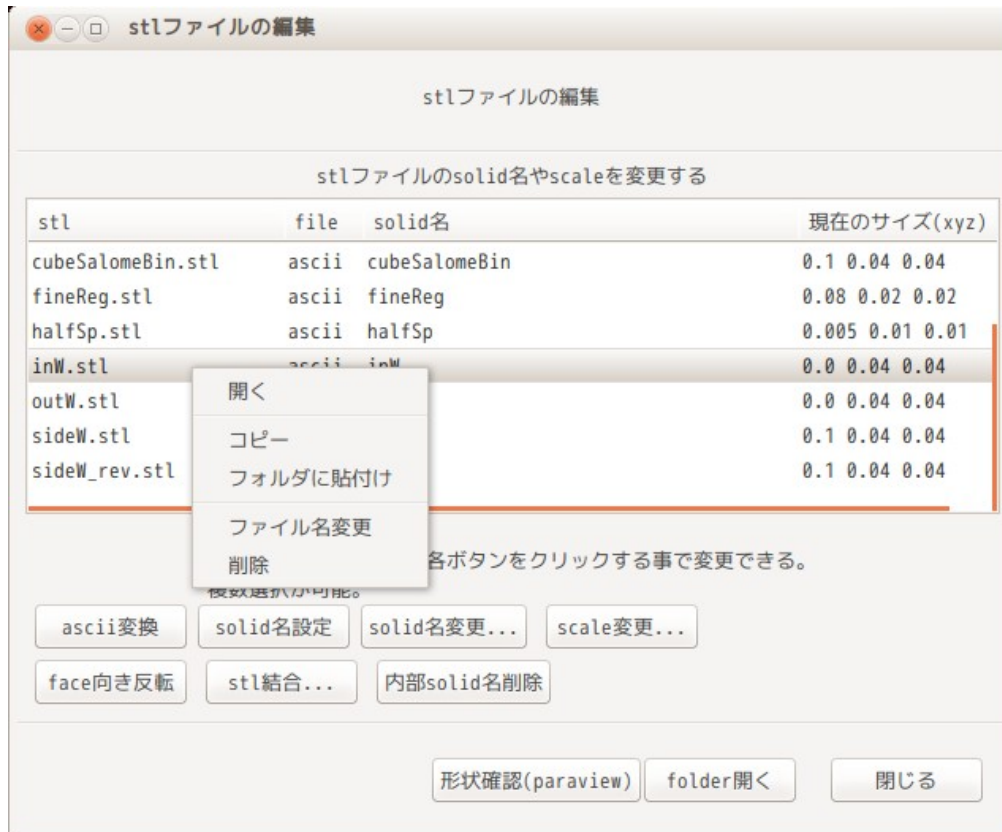 stlファイルの編集
stlファイルの編集
stlファイルのsolid名やscaleを変更する
stl file solid名 現在のサイズ(xyz)
cubeSalomeBin.stl ascii cubeSalomeBin 0.1 0.04 0.04
fineReg.stl ascii fineReg 0.08 0.02 0.02
halfSp.stl ascii halfSp 0.005 0.01 0.01
inW.stl ascii inW 0.0 0.04 0.04
開く
outW.stl 0.0 0.04 0.04
sideW.stl コピー 0.1 0.04 0.04
sideW_rev.stl フォルダに貼付け 0.1 0.04 0.04
ファイル名変更
削除 各ボタンをクリックする事で変更できる。
複数選択が可能。
ascii変換 solid名設定 solid名変更... scale変更...
face向き反転 stl結合... 内部solid名削除
形状確認(paraview) folder開く 閉じる